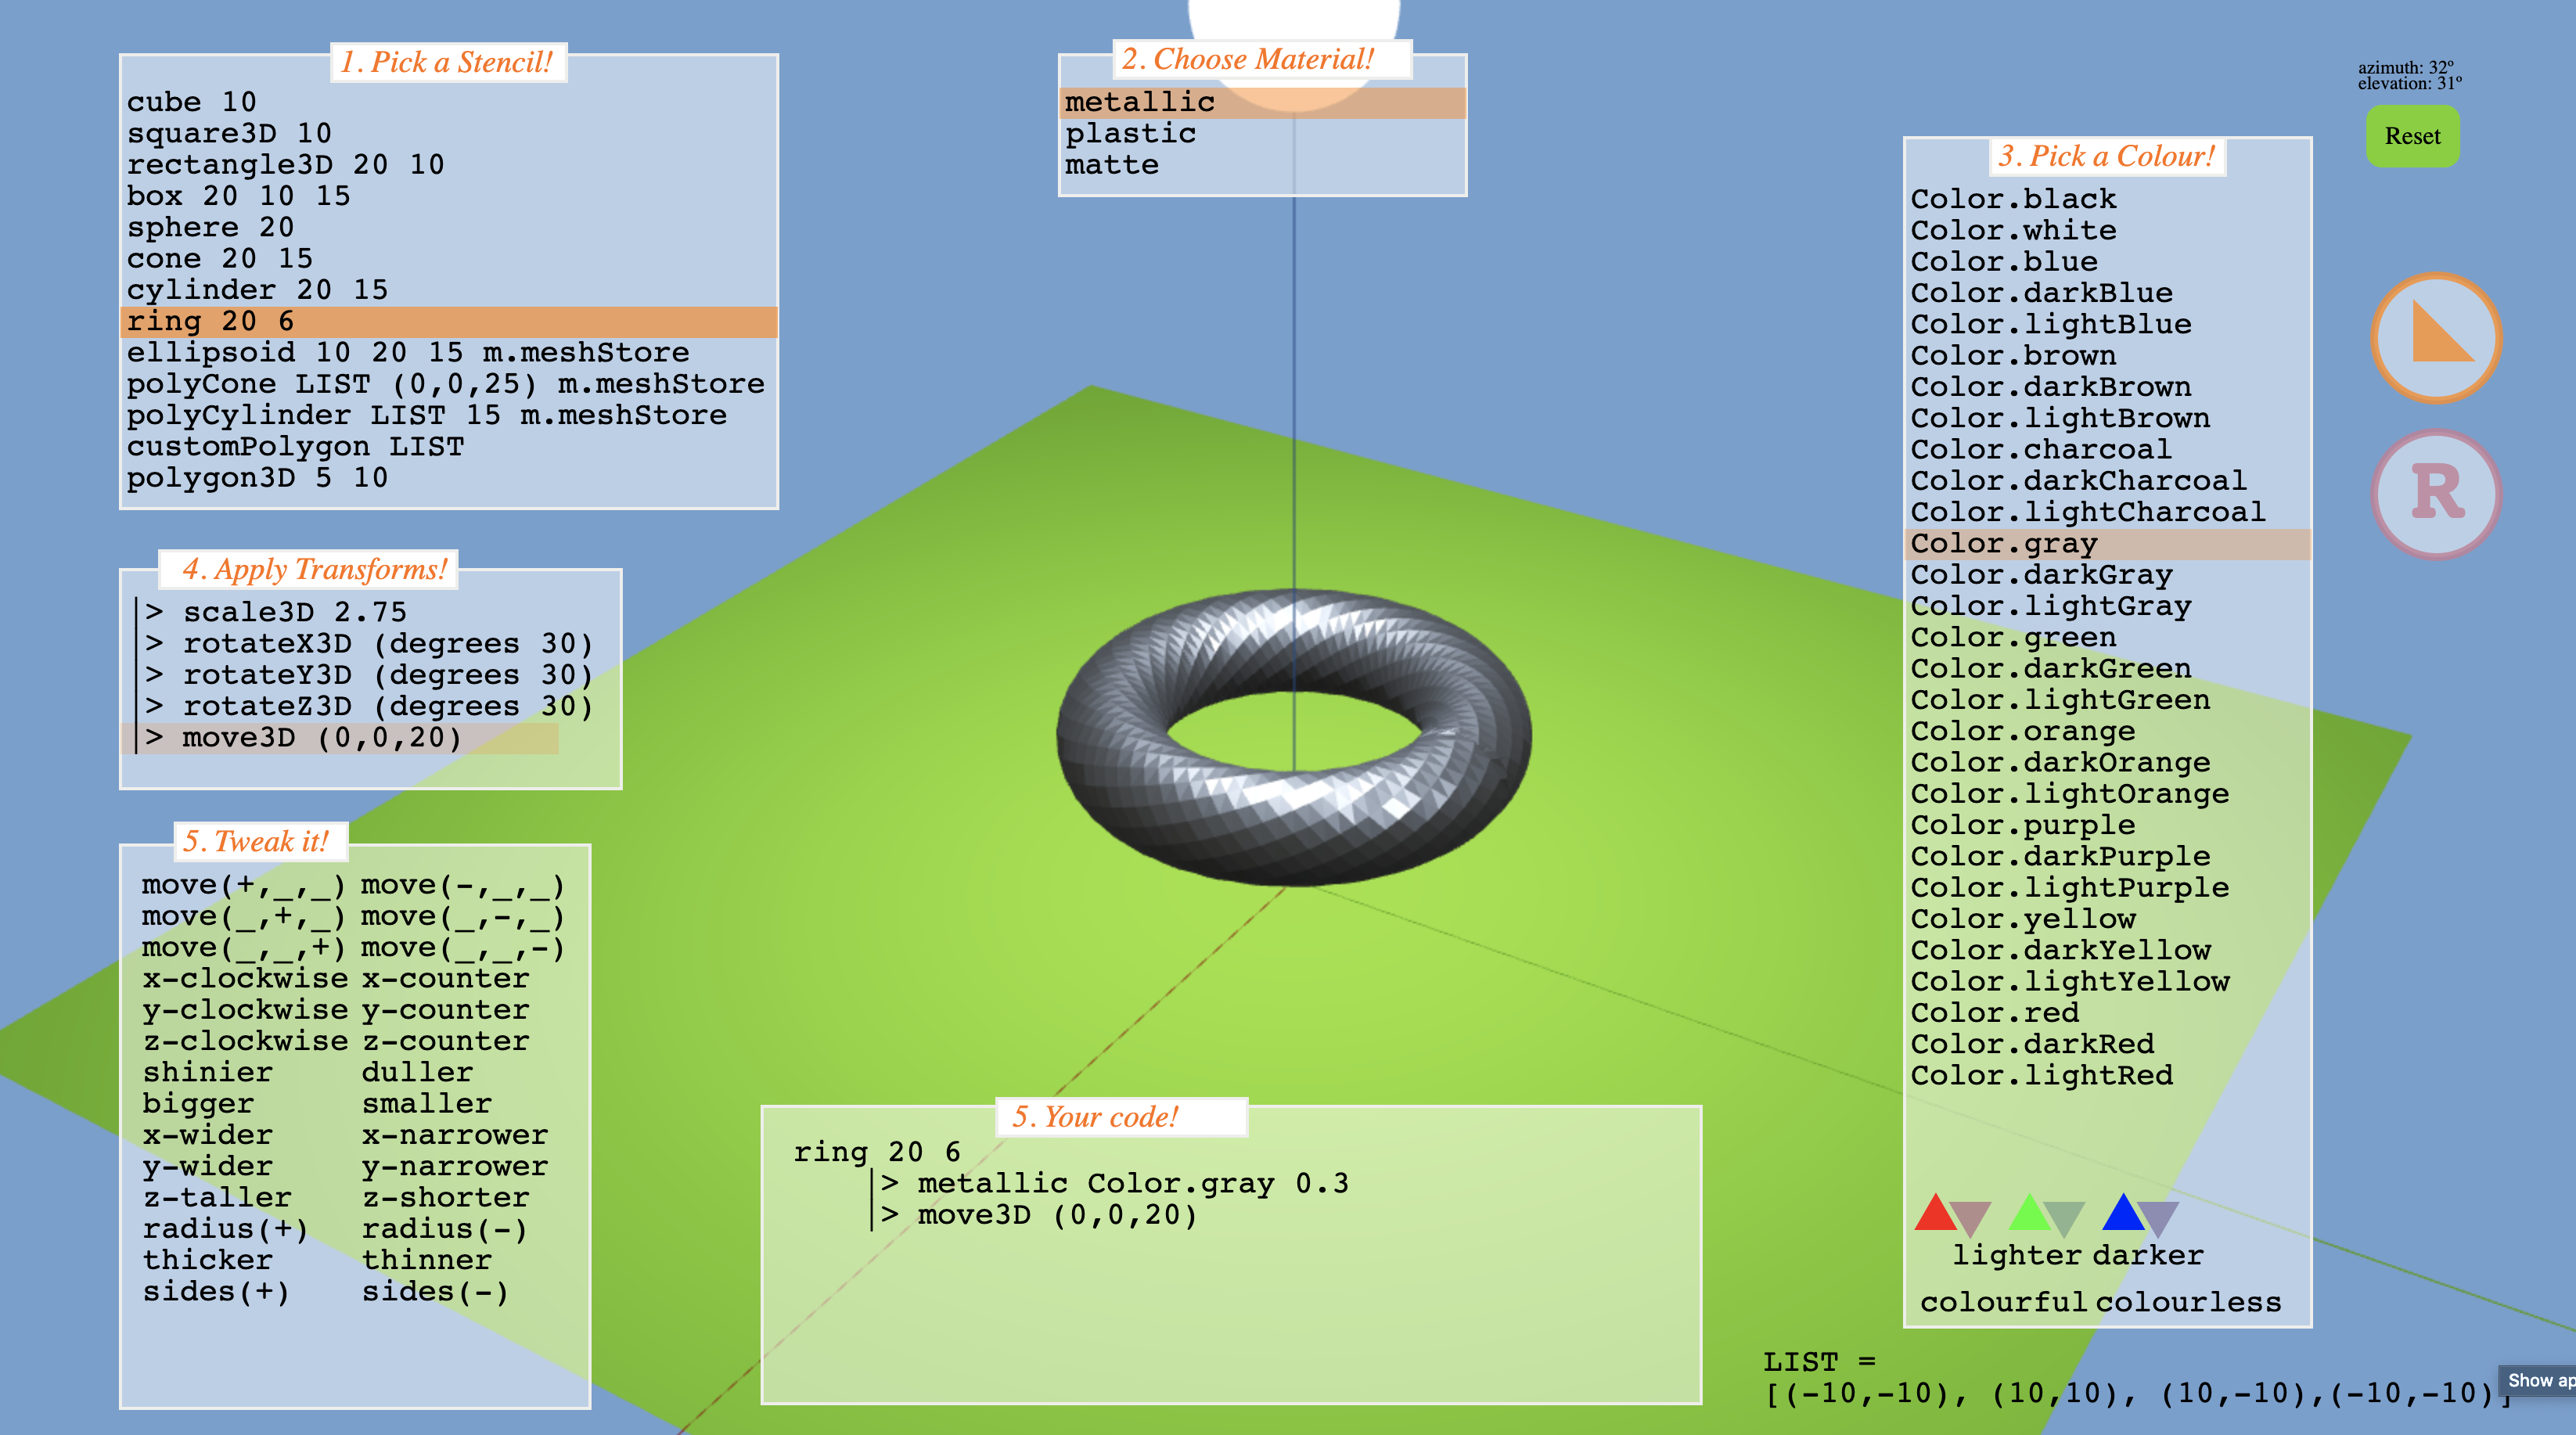 1. Pick a Stencil!
cube 10
square3D 10
rectangle3D 20 10
box 20 10 15
sphere 20
cone 20 15
cylinder 20 15
ring 20 6
ellipsoid 10 20 15 m.meshStore
polyCone LIST (0,0,25) m.meshStore
polyCylinder LIST 15 m.meshStore
customPolygon LIST
polygon3D 5 10
2. Choose Material!
metallic
plastic
matte
azimuth: 32°
elevation: 31°
Reset
3. Pick a Colour!
Color.black
Color.white
Color.blue
Color.darkBlue
Color.lightBlue
Color.brown
Color.darkBrown
Color.lightBrown
Color.charcoal
Color.darkCharcoal
Color.lightCharcoal
Color.gray
Color.darkGray
Color.lightGray
Color.green
Color.darkGreen
Color.lightGreen
Color.orange
Color.darkOrange
Color.lightOrange
Color.purple
Color.darkPurple
Color.lightPurple
Color.yellow
Color.darkYellow
Color.lightYellow
Color.red
Color.darkRed
Color.lightRed
lighter darker
colourful colourless
R
4. Apply Transforms!
|> scale3D 2.75
|> rotateX3D (degrees 30)
|> rotateY3D (degrees 30)
|> rotateZ3D (degrees 30)
|> move3D (0,0,20)
5. Tweak it!
move(+,_,_) move(-,_,_)
move(_,+,_) move(_,-,_)
move(_,_,+) move(_,_,-)
x-clockwise x-counter
y-clockwise y-counter
z-clockwise z-counter
shinier duller
bigger smaller
x-wider x-narrower
y-wider y-narrower
z-taller z-shorter
radius(+) radius(-)
thicker thinner
sides(+) sides(-)
5. Your code!
ring 20 6
|> metallic Color.gray 0.3
|> move3D (0,0,20)
LIST =
[(-10,-10), (10,10), (10,-10),(-10,-10)]
Show ap